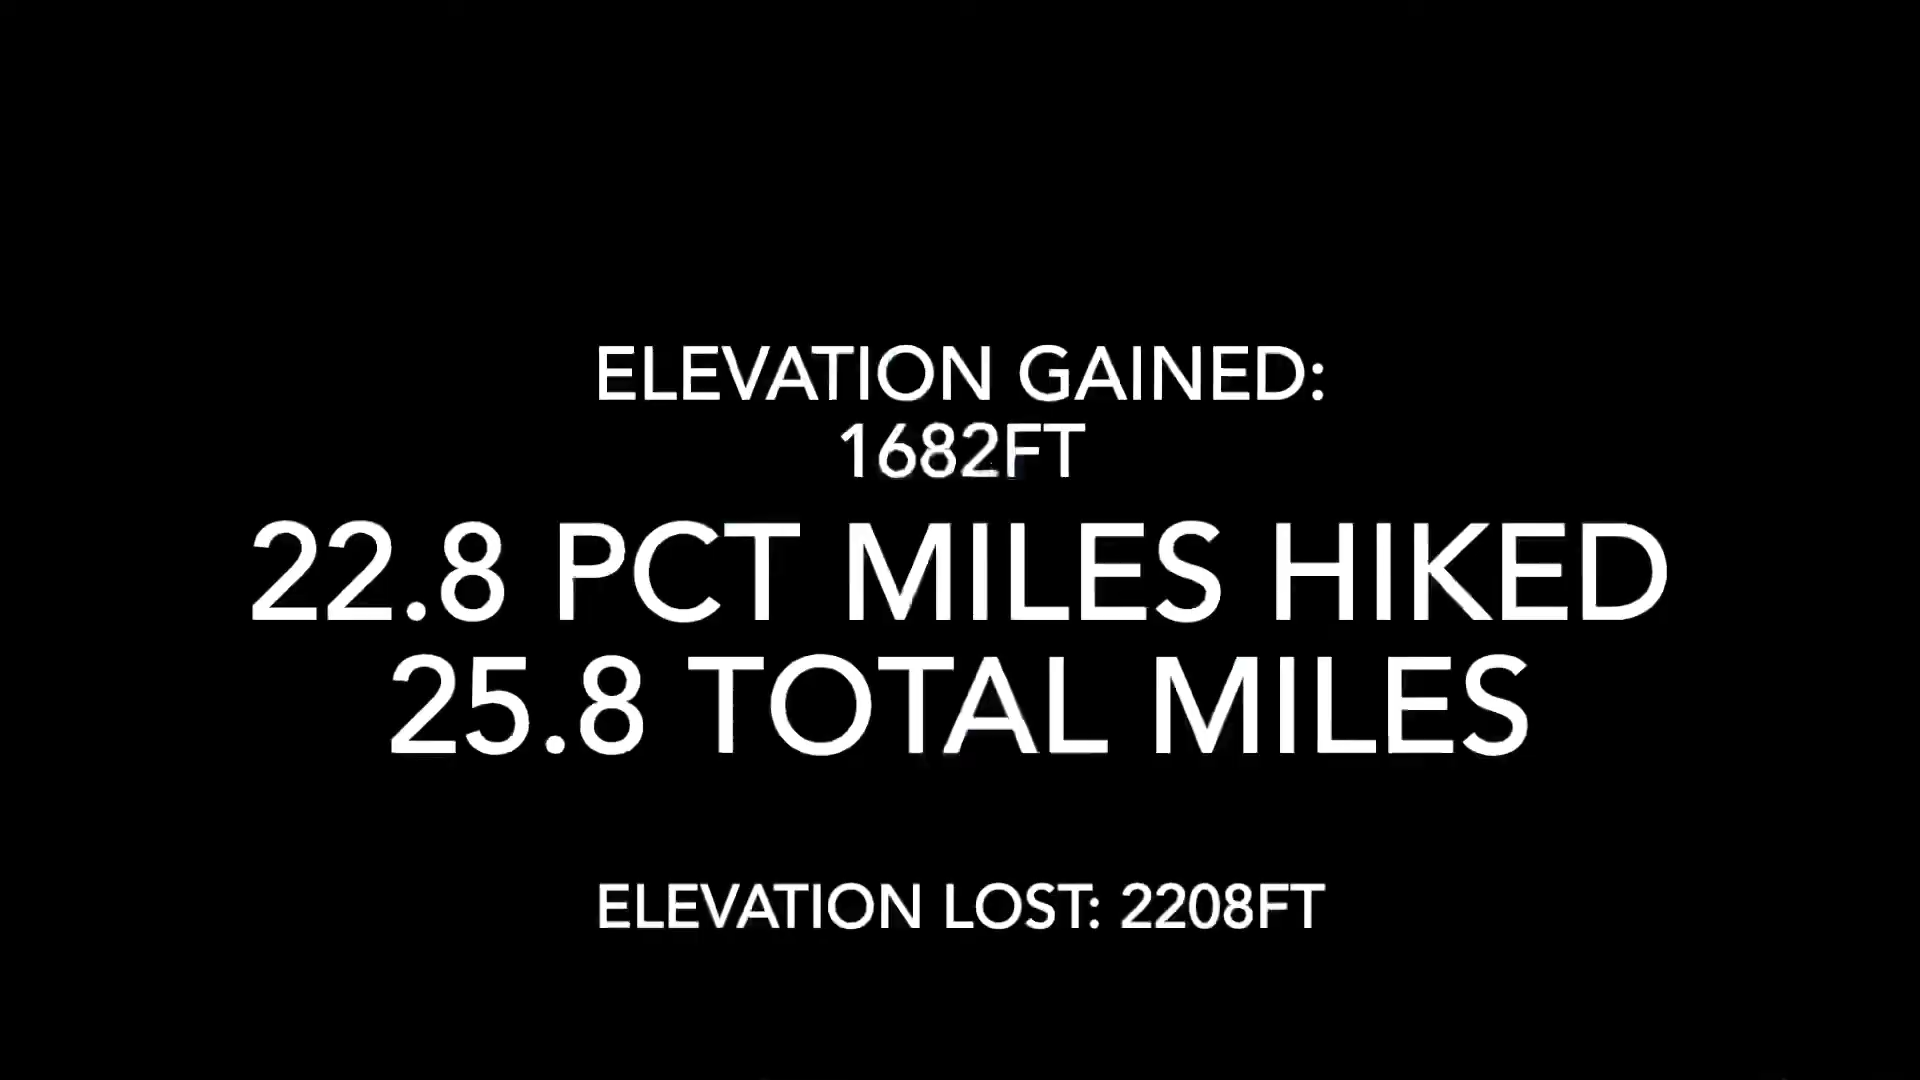 ELEVATION GAINED:
1682FT
22.8 PCT MILES HIKED
25.8 TOTAL MILES
ELEVATION LOST: 2208FT